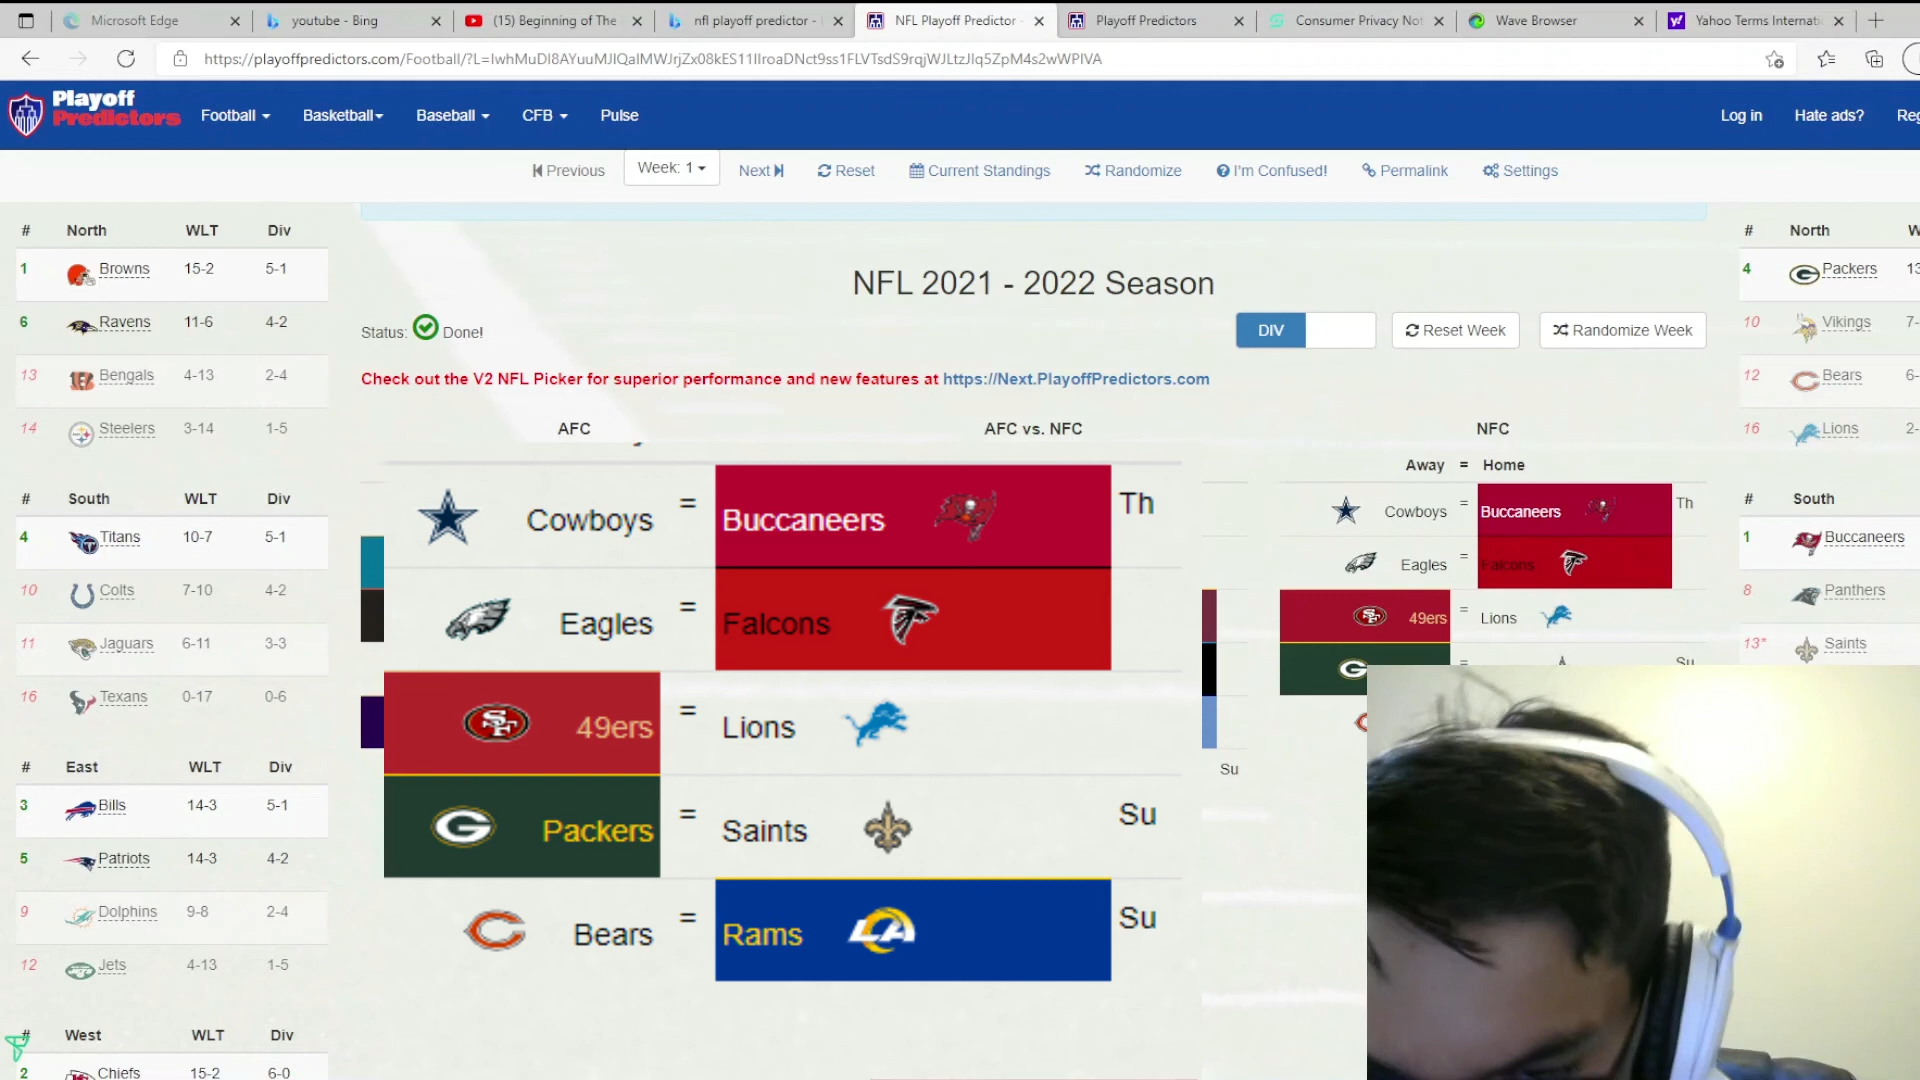 Microsoft Edge
youtube - Bing
(15) Beginning of The
nfl playoff predictor -
NFL Playoff Predictor -
Playoff Predictors
Consumer Privacy Not
Wave Browser
Yahoo Terms Internati
Playoff
Predictors
Football
Basketball
Baseball
CFB
Pulse
Log in
Hate ads?
Reg
Previous
Week: 1
Next
Reset
Current Standings
Randomize
I'm Confused!
Permalink
Settings
# North WLT Div
1 Browns 15-2 5-1
6 Ravens 11-6 4-2
13 Bengals 4-13 2-4
14 Steelers 3-14 1-5
# South WLT Div
4 Titans 10-7 5-1
10 Colts 7-10 4-2
11 Jaguars 6-11 3-3
16 Texans 0-17 0-6
# East WLT Div
3 Bills 14-3 5-1
5 Patriots 14-3 4-2
9 Dolphins 9-8 2-4
12 Jets 4-13 1-5
# West WLT Div
2 Chiefs 15-2 6-0
NFL 2021 - 2022 Season
Status: Done!
DIV
Reset Week
Randomize Week
Check out the V2 NFL Picker for superior performance and new features at https://Next.PlayoffPredictors.com
AFC
AFC vs. NFC
NFC
Cowboys = Buccaneers Th
Eagles = Falcons
49ers = Lions
Packers = Saints Su
Bears = Rams Su
Su
Away = Home
Cowboys = Buccaneers Th
Eagles = Falcons
49ers = Lions
= Su
# North W
4 Packers 13
10 Vikings 7-
12 Bears 6-
16 Lions 2-
# South
1 Buccaneers
8 Panthers
13* Saints